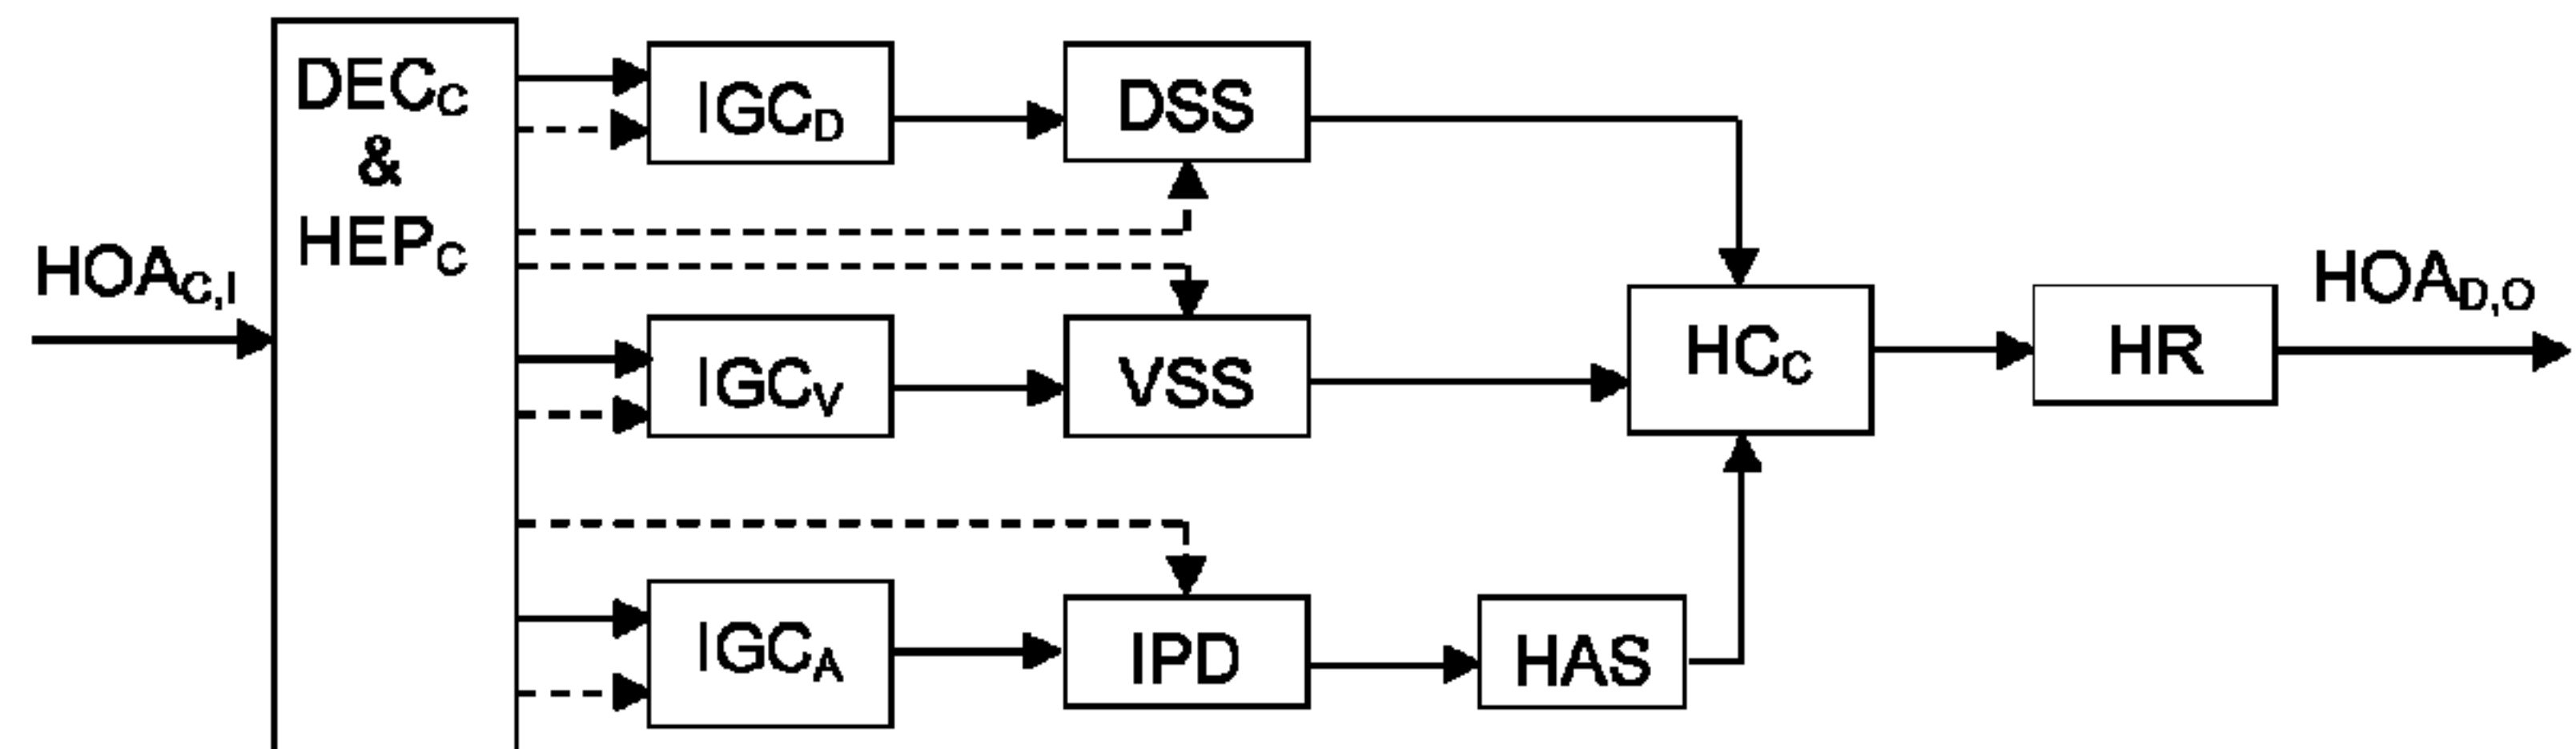 HOA_C,I
DEC_C
&
HEP_C
IGC_D
DSS
IGC_V
VSS
IGC_A
IPD
HAS
HC_C
HR
HOA_D,O